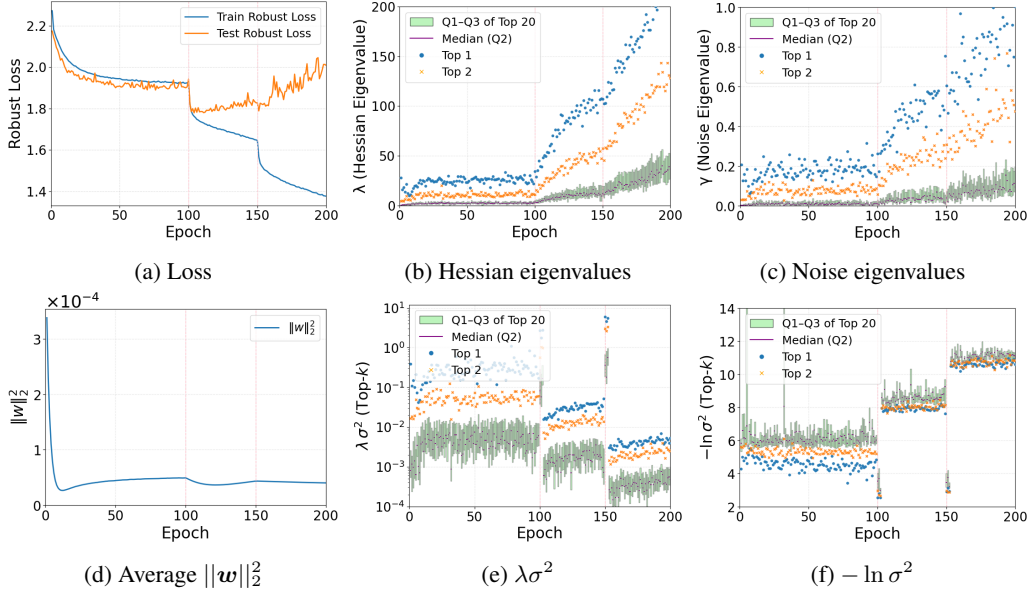 Train Robust Loss
Test Robust Loss
2.2
2.0
1.8
1.6
1.4
Robust Loss
0 50 100 150 200
Epoch
(a) Loss
Q1–Q3 of Top 20
Median (Q2)
Top 1
Top 2
200
150
100
50
0
λ (Hessian Eigenvalue)
0 50 100 150 200
Epoch
(b) Hessian eigenvalues
Q1–Q3 of Top 20
Median (Q2)
Top 1
Top 2
1.0
0.8
0.6
0.4
0.2
0.0
γ (Noise Eigenvalue)
0 50 100 150 200
Epoch
(c) Noise eigenvalues
×10⁻⁴
‖w‖₂²
3
2
1
0
‖w‖₂²
0 50 100 150 200
Epoch
(d) Average ||w||₂²
Q1–Q3 of Top 20
Median (Q2)
Top 1
Top 2
10¹
10⁰
10⁻¹
10⁻²
10⁻³
10⁻⁴
λσ² (Top-k)
0 50 100 150 200
Epoch
(e) λσ²
Q1–Q3 of Top 20
Median (Q2)
Top 1
Top 2
14
12
10
8
6
4
2
−ln σ² (Top-k)
0 50 100 150 200
Epoch
(f) − ln σ²